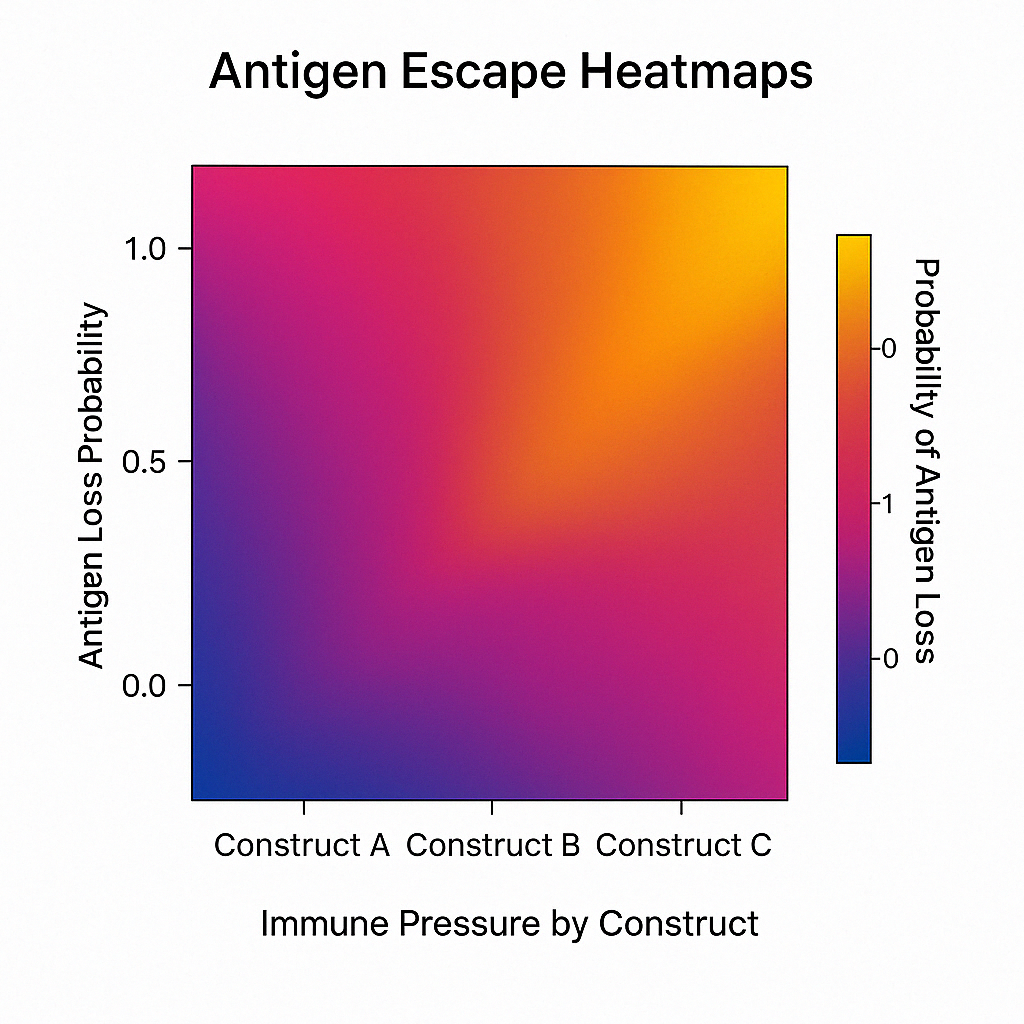 Antigen Escape Heatmaps
Antigen Loss Probability
1.0
0.5
0.0
Construct A Construct B Construct C
Immune Pressure by Construct
-0
-1
-0
Probabillty of Antigen Loss